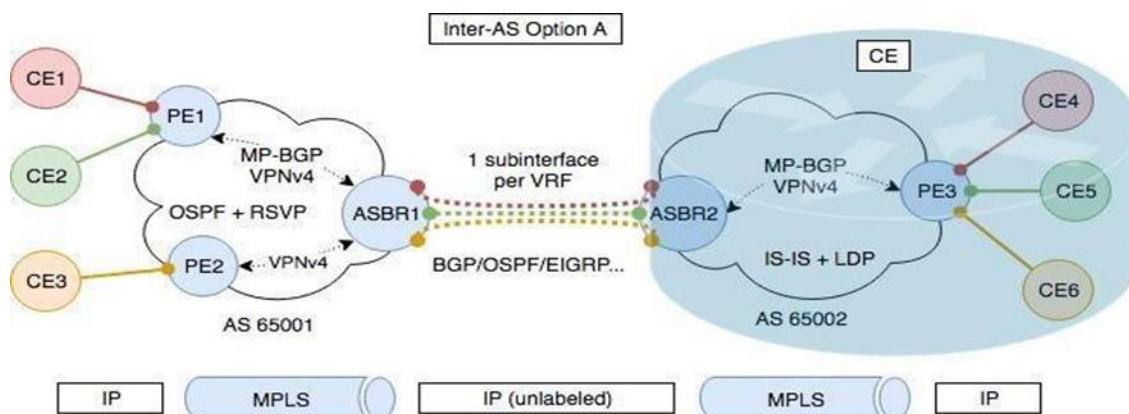 Inter-AS Option A
CE
CE1
CE4
PE1
MP-BGP
VPNv4
1 subinterface
per VRF
MP-BGP
VPNv4
CE2
OSPF + RSVP
ASBR1
ASBR2
PE3
CE5
PE2
VPNv4
BGP/OSPF/EIGRP...
IS-IS + LDP
CE3
CE6
AS 65001
AS 65002
IP
MPLS
IP (unlabeled)
MPLS
IP